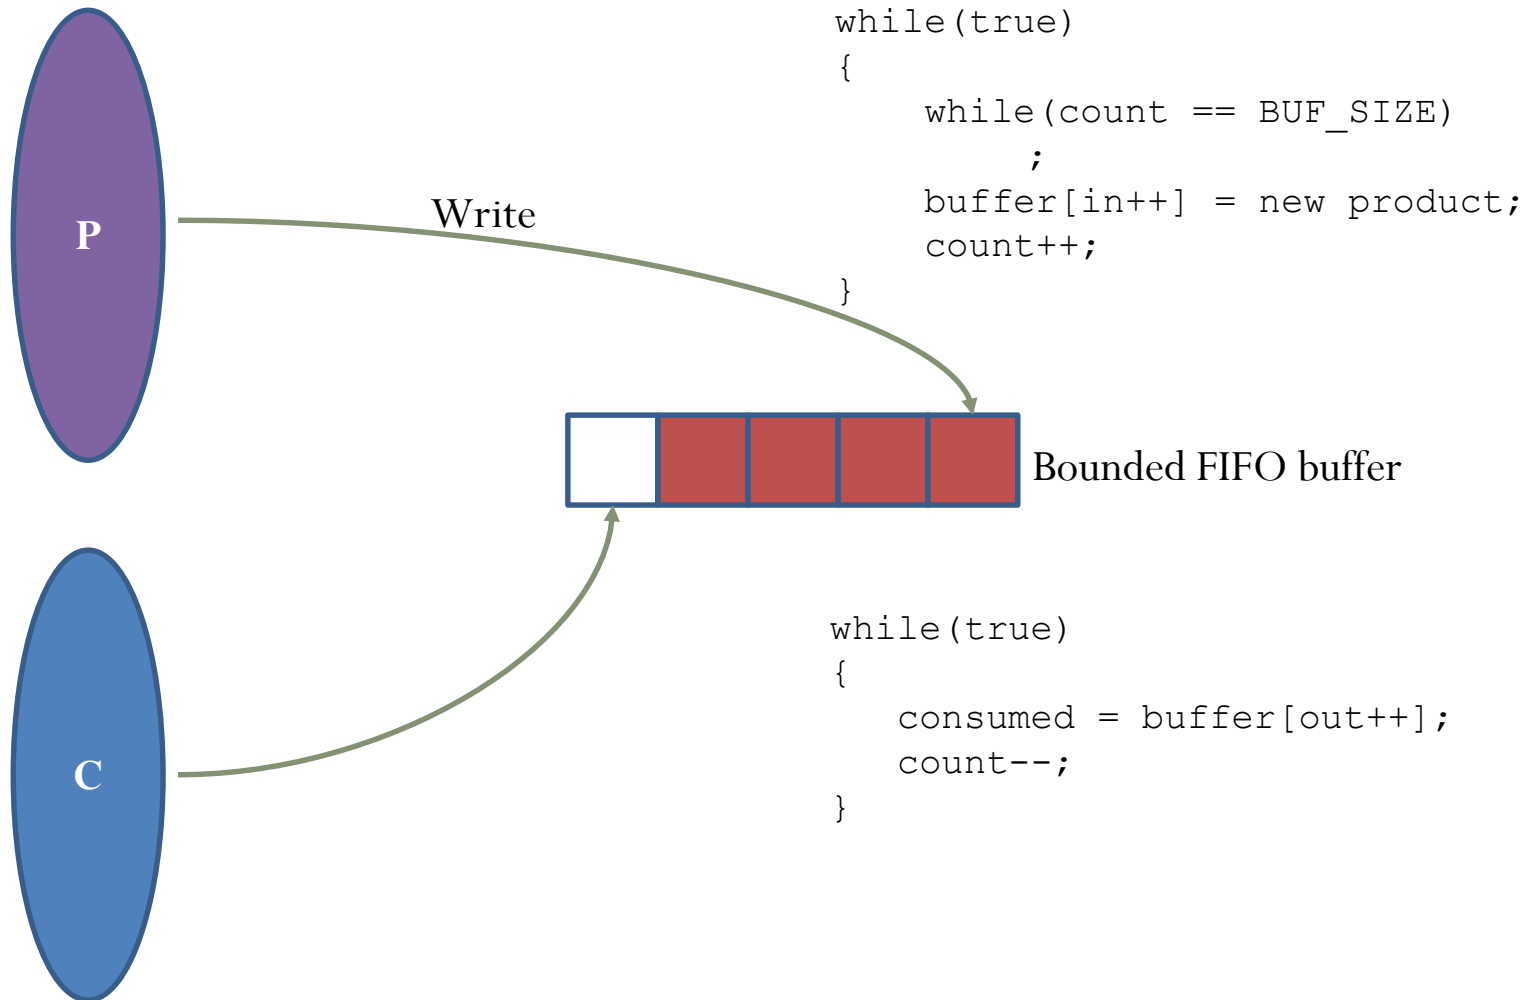 while(true)
{
    while(count == BUF_SIZE)
        ;
    buffer[in++] = new product;
    count++;
}
P
Write
Bounded FIFO buffer
while(true)
{
   consumed = buffer[out++];
   count--;
}
C